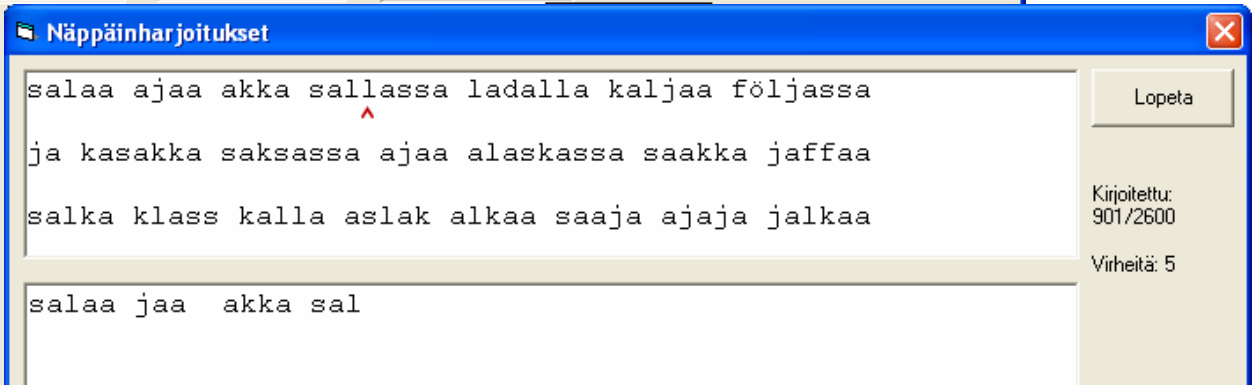 Näppäinharjoitukset
salaa ajaa akka sallassa ladalla kaljaa följassa
^
ja kasakka saksassa ajaa alaskassa saakka jaffaa
salka klass kalla aslak alkaa saaja ajaja jalkaa
Lopeta
Kirjoitettu:
901/2600
Virheitä: 5
salaa jaa  akka sal